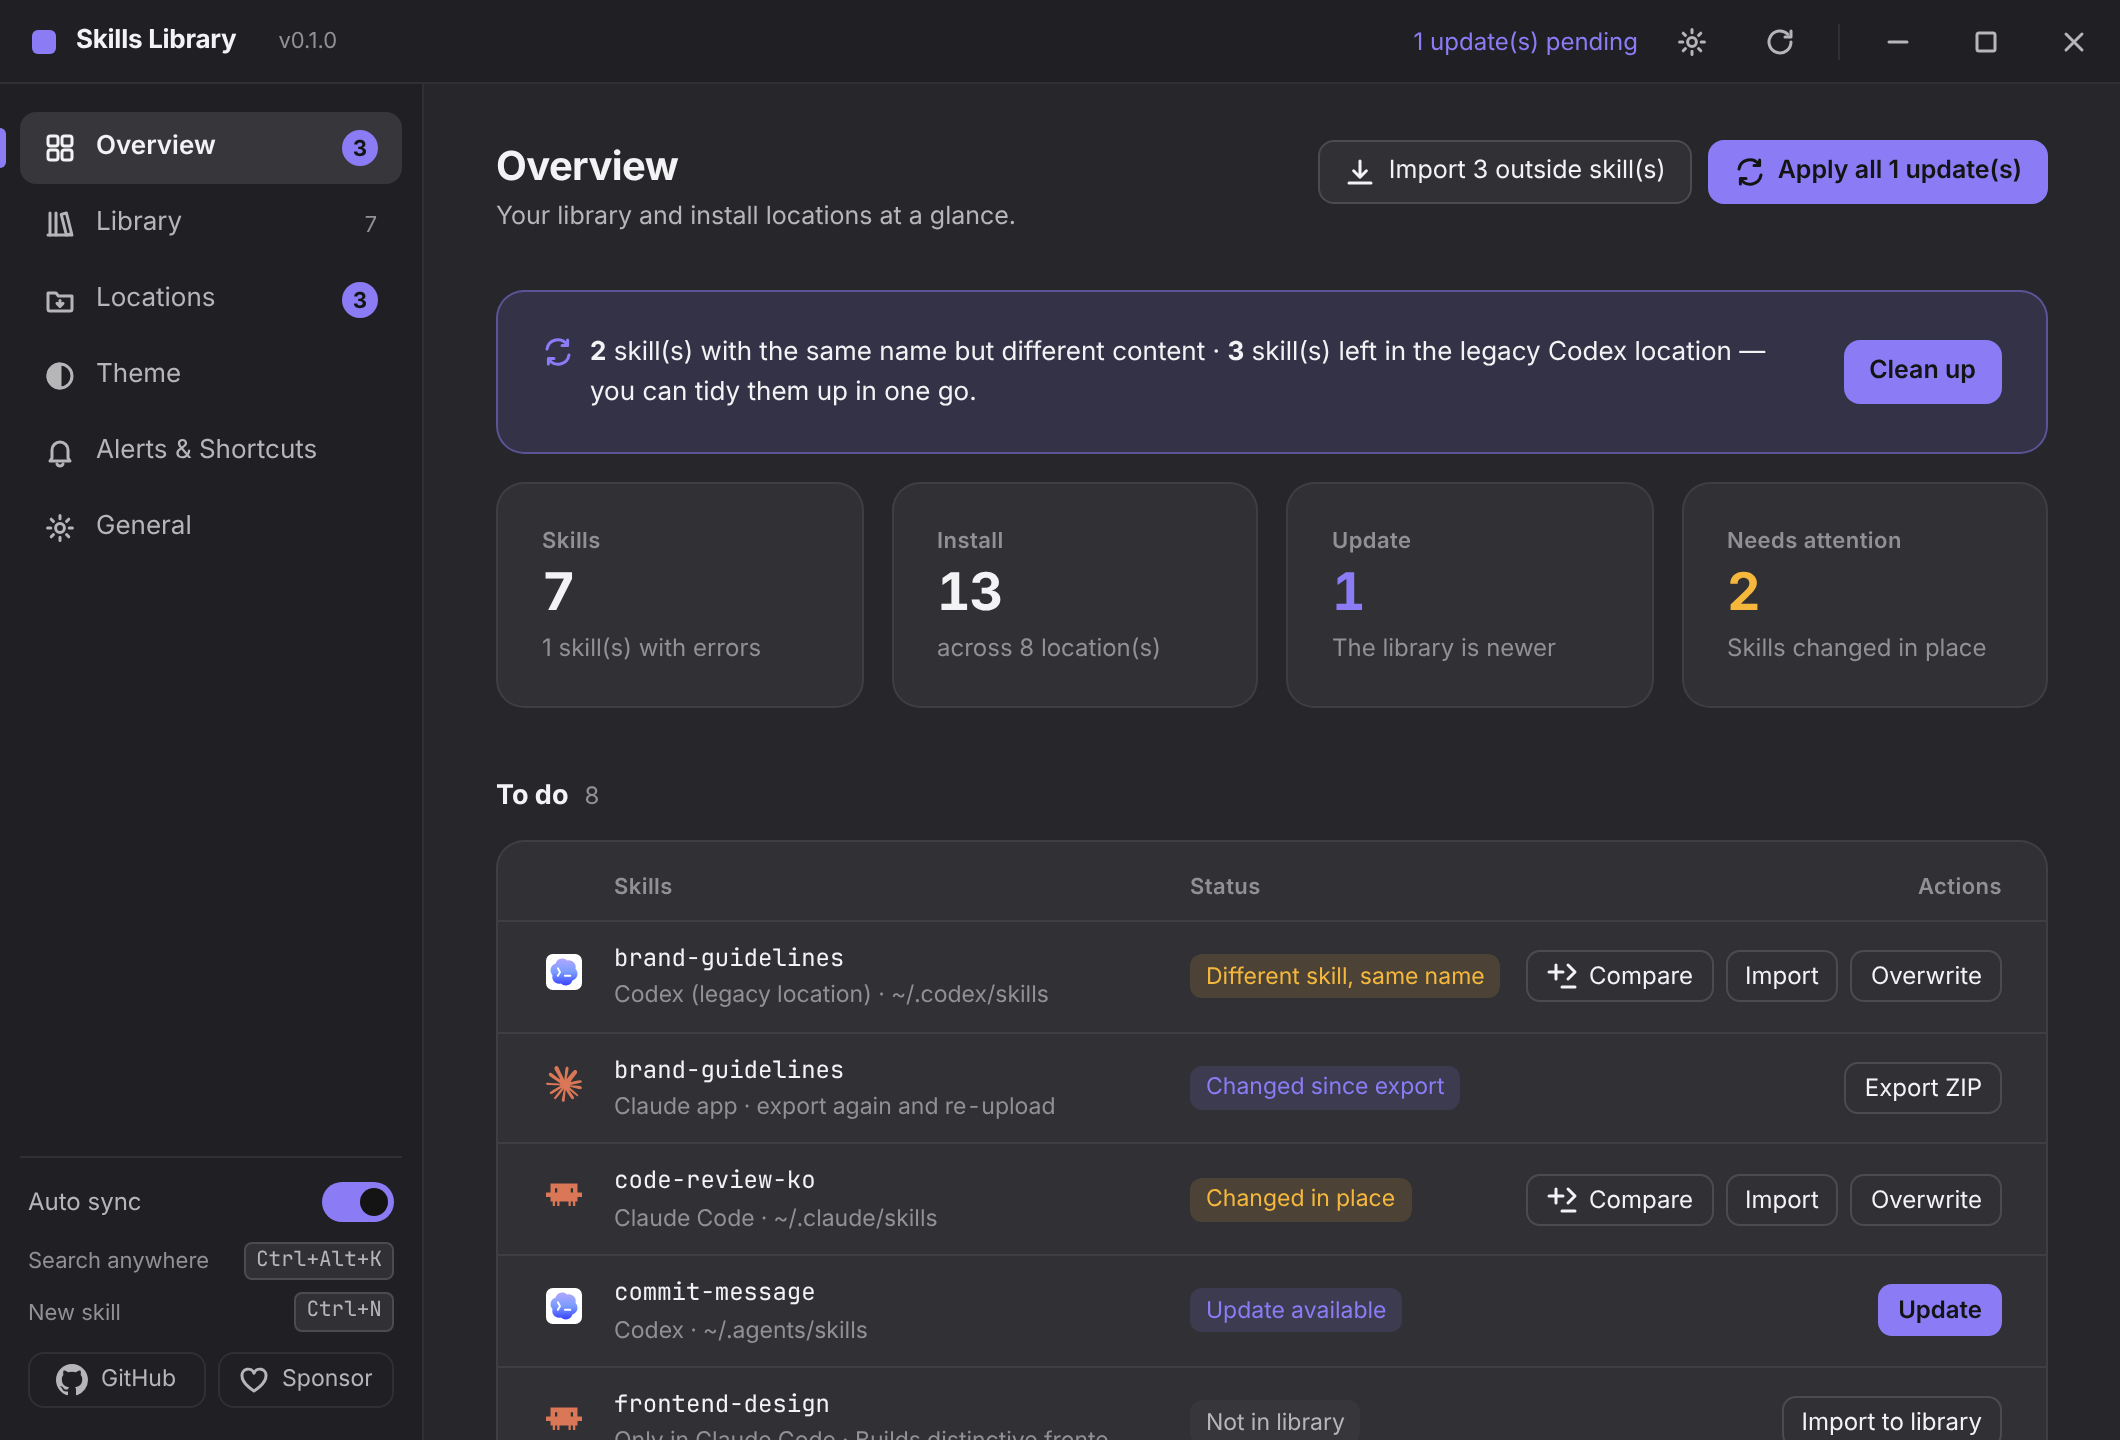 Skills Library v0.1.0
1 update(s) pending
Overview 3
Library 7
Locations 3
Theme
Alerts & Shortcuts
General
Auto sync
Search anywhere Ctrl+Alt+K
New skill Ctrl+N
GitHub Sponsor
Overview
Your library and install locations at a glance.
Import 3 outside skill(s) Apply all 1 update(s)
2 skill(s) with the same name but different content · 3 skill(s) left in the legacy Codex location —
you can tidy them up in one go.
Clean up
Skills
7
1 skill(s) with errors
Install
13
across 8 location(s)
Update
1
The library is newer
Needs attention
2
Skills changed in place
To do 8
Skills Status Actions
brand-guidelines
Codex (legacy location) · ~/.codex/skills
Different skill, same name Compare Import Overwrite
brand-guidelines
Claude app · export again and re-upload
Changed since export Export ZIP
code-review-ko
Claude Code · ~/.claude/skills
Changed in place Compare Import Overwrite
commit-message
Codex · ~/.agents/skills
Update available Update
frontend-design
Only in Claude Code · Builds distinctive fronte
Not in library Import to library